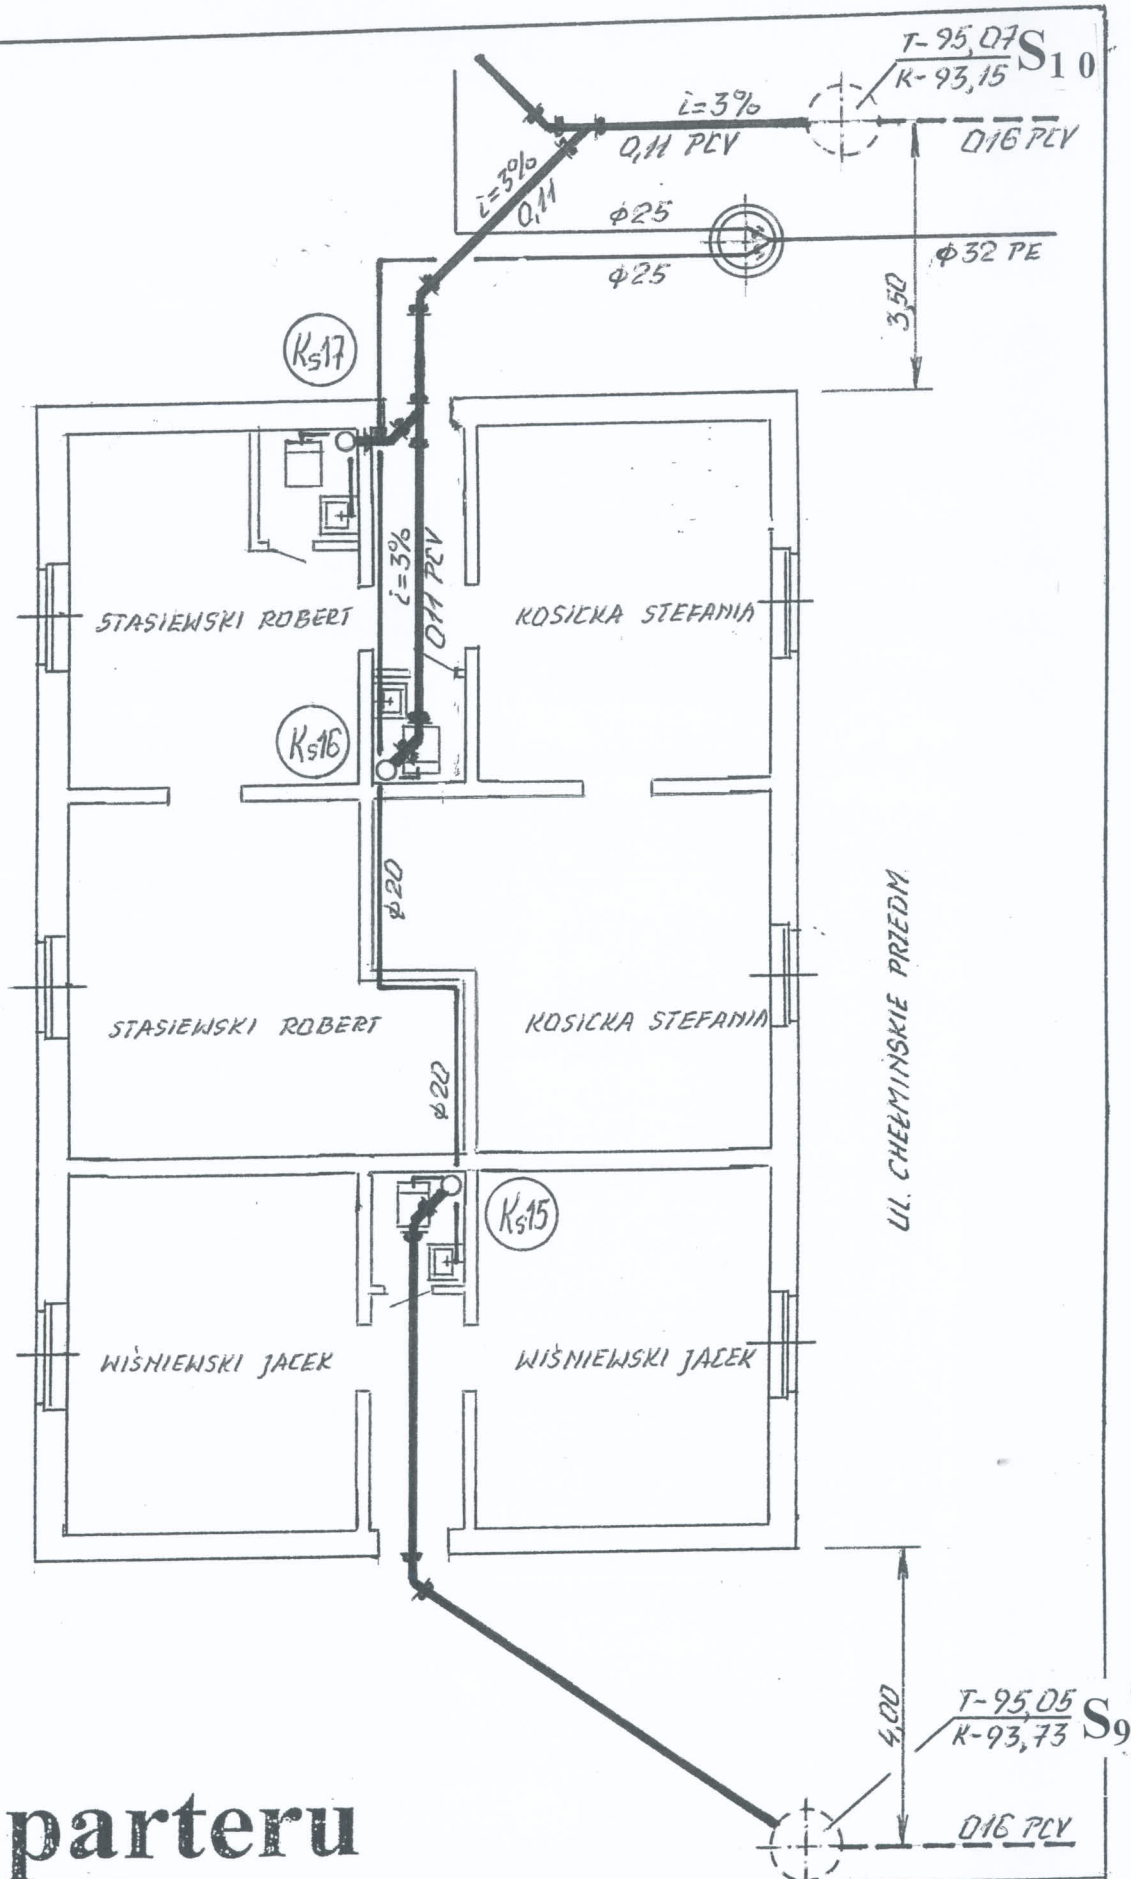 T-95,07
K-93,15
S10
i=3%
0,11 PCV
016 PCV
i=3%
0,11
φ25
φ25
φ32 PE
3,50
Ks17
i=3%
011 PCV
STASIEWSKI ROBERT
KOSICKA STEFANIA
Ks16
φ20
STASIEWSKI ROBERT
KOSICKA STEFANIA
φ20
UL. CHEŁMIŃSKIE PRZEDM.
Ks15
WIŚNIEWSKI JACEK
WIŚNIEWSKI JACEK
4,00
T-95,05
K-93,73
S9
016 PCV
parteru